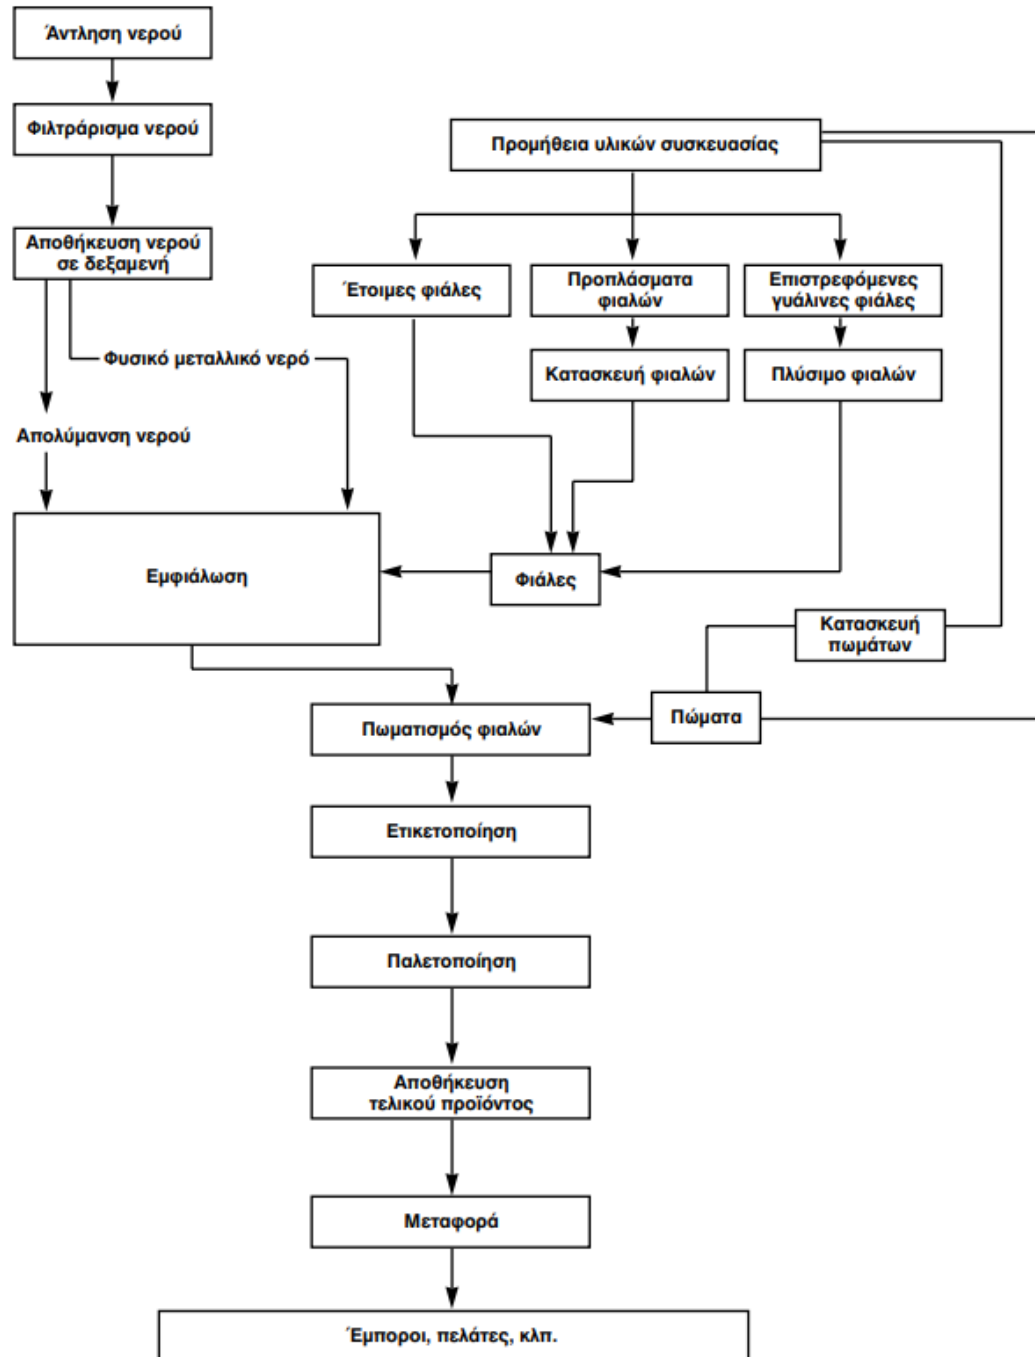 Άντληση νερού
Φιλτράρισμα νερού
Προμήθεια υλικών συσκευασίας
Αποθήκευση νερού
σε δεξαμενή
Έτοιμες φιάλες
Προπλάσματα
φιαλών
Επιστρεφόμενες
γυάλινες φιάλες
Φυσικό μεταλλικό νερό
Κατασκευή φιαλών
Πλύσιμο φιαλών
Απολύμανση νερού
Εμφιάλωση
Φιάλες
Κατασκευή
πωμάτων
Πωματισμός φιαλών
Πώματα
Ετικετοποίηση
Παλετοποίηση
Αποθήκευση
τελικού προϊόντος
Μεταφορά
Έμποροι, πελάτες, κλπ.